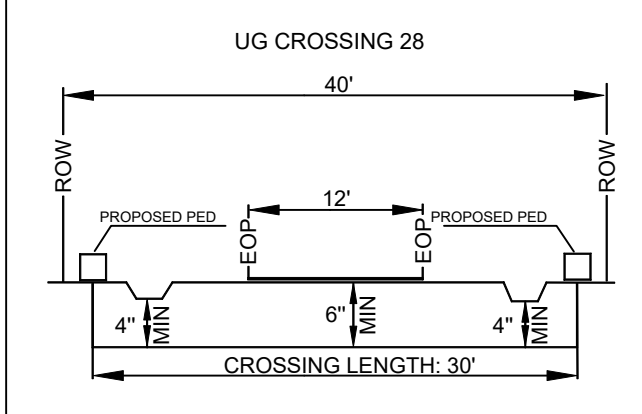 UG CROSSING 28
40'
ROW
ROW
12'
PROPOSED PED
EOP
EOP
PROPOSED PED
4"
MIN
6"
MIN
4"
MIN
CROSSING LENGTH: 30'